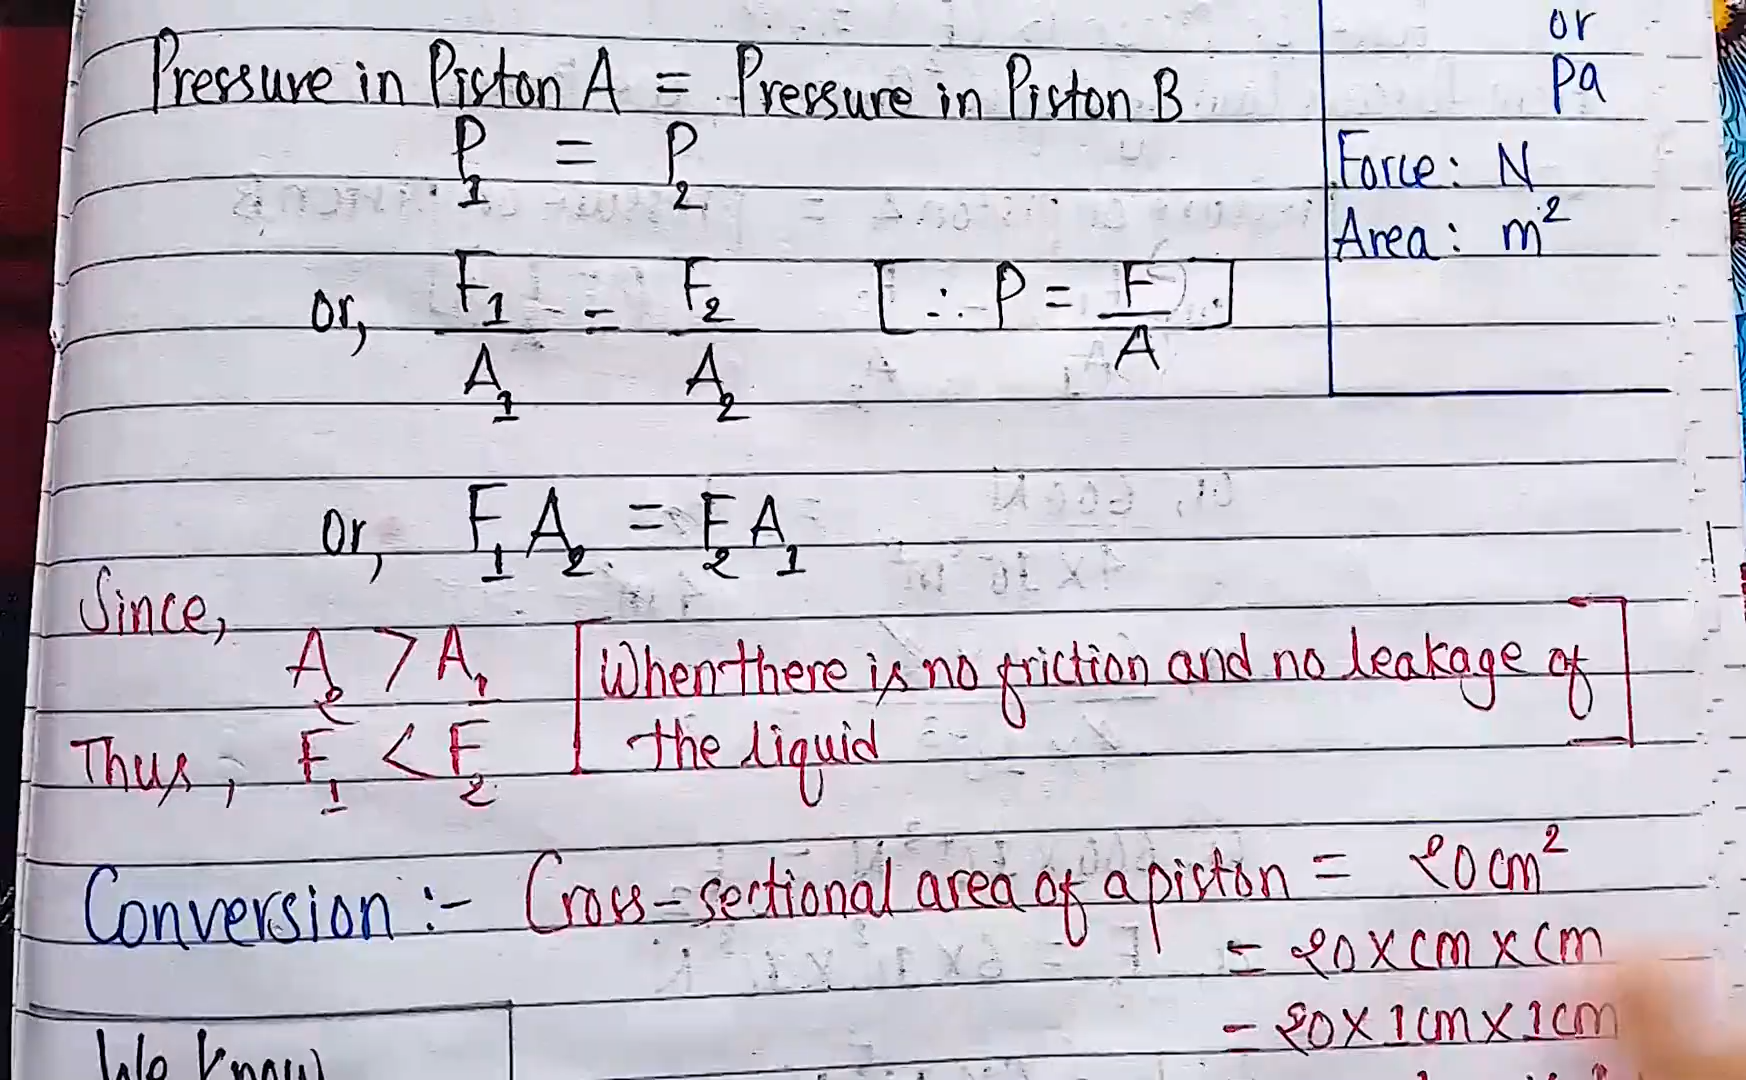 or
Pressure in Piston A = Pressure in Piston B
Pa
P₁ = P₂
Force: N
Area: m²
or, F₁/A₁ = F₂/A₂ [∴ P = F/A]
or, F₁A₂ = F₂A₁
Since,
A₂ > A₁ [When there is no friction and no leakage of
the liquid]
Thus, F₁ < F₂
Conversion :- Cross-sectional area of a piston = 20cm²
= 20 x cm x cm
= 20 x 1cm x 1cm
We know